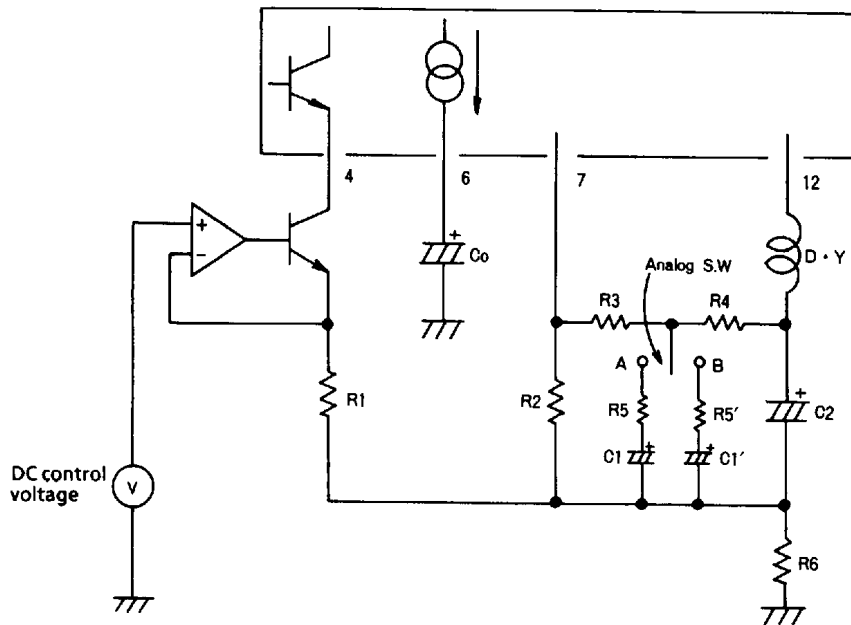 4
6
7
12
+
−
+
Co
D・Y
Analog S.W
R3
R4
A
B
R1
R2
R5
R5′
+
C2
C1
+
+
C1′
DC control
voltage
V
R6